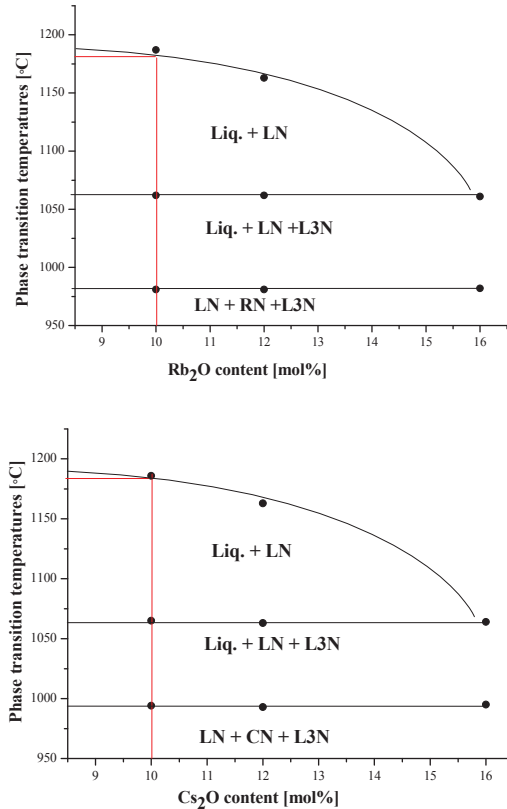 1200
1150
1100
1050
1000
950
Phase transition temperatures [°C]
Liq. + LN
Liq. + LN +L3N
LN + RN +L3N
9 10 11 12 13 14 15 16
Rb2O content [mol%]
1200
1150
1100
1050
1000
950
Phase transition temperatures [°C]
Liq. + LN
Liq. + LN + L3N
LN + CN + L3N
9 10 11 12 13 14 15 16
Cs2O content [mol%]